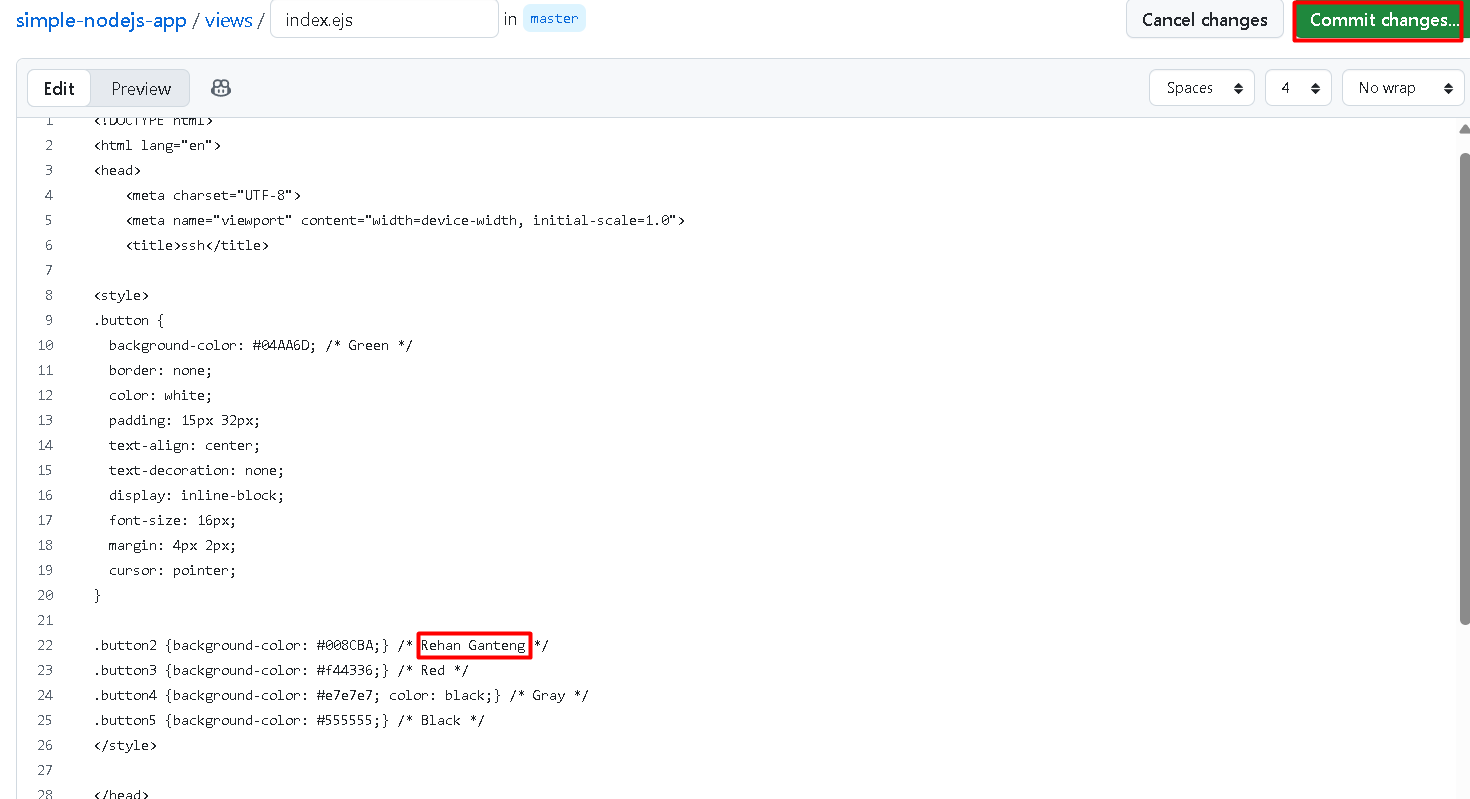 simple-nodejs-app / views / index.ejs in master Cancel changes Commit changes...
Edit Preview Spaces 4 No wrap
1 <!DOCTYPE html>
2 <html lang="en">
3 <head>
4 <meta charset="UTF-8">
5 <meta name="viewport" content="width=device-width, initial-scale=1.0">
6 <title>ssh</title>
7
8 <style>
9 .button {
10 background-color: #04AA6D; /* Green */
11 border: none;
12 color: white;
13 padding: 15px 32px;
14 text-align: center;
15 text-decoration: none;
16 display: inline-block;
17 font-size: 16px;
18 margin: 4px 2px;
19 cursor: pointer;
20 }
21
22 .button2 {background-color: #008CBA;} /* Rehan Ganteng */
23 .button3 {background-color: #f44336;} /* Red */
24 .button4 {background-color: #e7e7e7; color: black;} /* Gray */
25 .button5 {background-color: #555555;} /* Black */
26 </style>
27
28 </head>